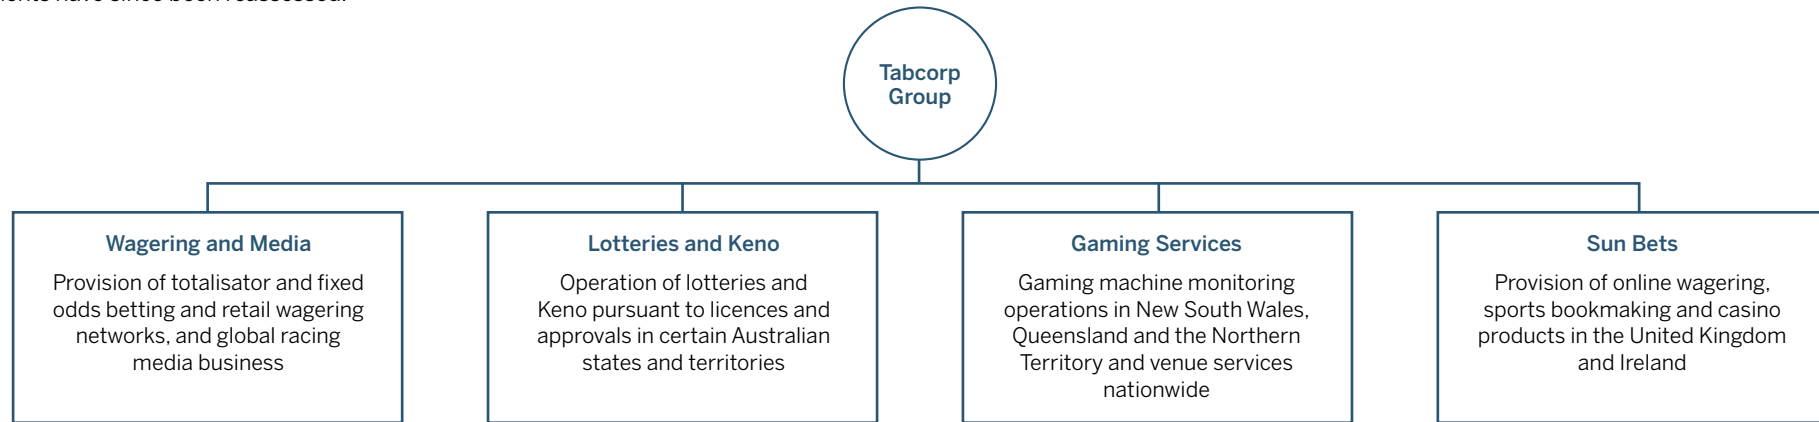 have since been reassessed.
Tabcorp
Group
Wagering and Media
Provision of totalisator and fixed
odds betting and retail wagering
networks, and global racing
media business
Lotteries and Keno
Operation of lotteries and
Keno pursuant to licences and
approvals in certain Australian
states and territories
Gaming Services
Gaming machine monitoring
operations in New South Wales,
Queensland and the Northern
Territory and venue services
nationwide
Sun Bets
Provision of online wagering,
sports bookmaking and casino
products in the United Kingdom
and Ireland